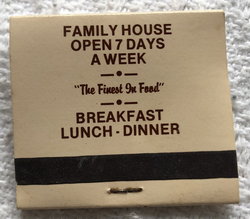 FAMILY HOUSE
OPEN 7 DAYS
A WEEK
"The Finest In Food"
BREAKFAST
LUNCH - DINNER